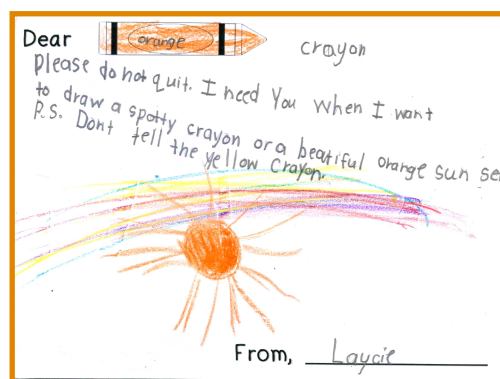 Dear orange crayon
Please do not quit. I need You when I want
to draw a spotty crayon or a beatiful orange sun set
P.S. Dont tell the yellow crayon.
From, Laycie